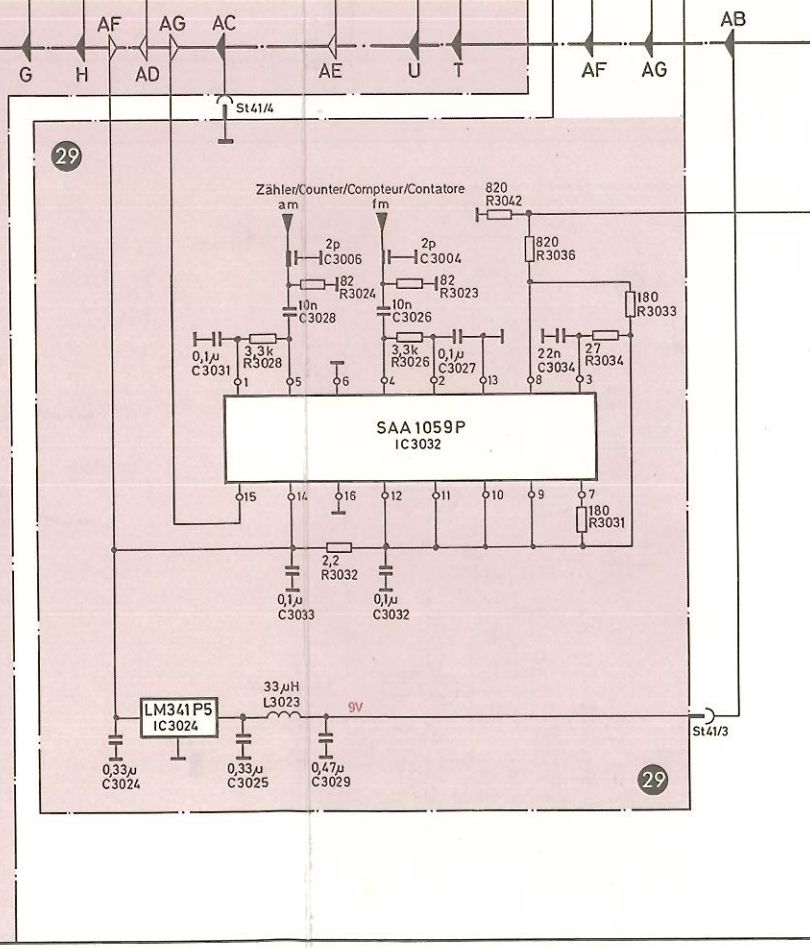 AF AG AC AB
G H AD AE U T AF AG
St41/4
29
Zähler/Counter/Compteur/Contatore
am fm
820
R3042
2p
C3006
2p
C3004
820
R3036
82
R3024
82
R3023
10n
C3028
10n
C3026
180
R3033
0,1µ
C3031
3,3k
R3028
3,3k
R3026
0,1µ
C3027
22n
C3034
27
R3034
1 5 6 4 2 13 8 3
SAA1059P
IC3032
15 14 16 12 11 10 9 7
180
R3031
2,2
R3032
0,1µ
C3033
0,1µ
C3032
33µH
L3023
LM341P5
IC3024
9V
St41/3
0,33µ
C3024
0,33µ
C3025
0,47µ
C3029
29